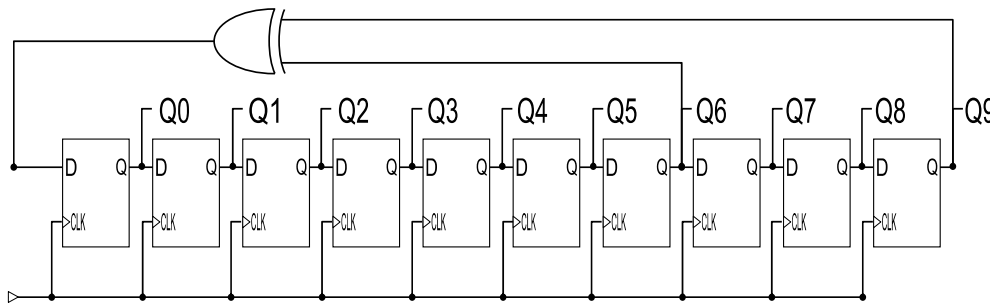 Q0 Q1 Q2 Q3 Q4 Q5 Q6 Q7 Q8 Q9
D Q D Q D Q D Q D Q D Q D Q D Q D Q D Q
CLK CLK CLK CLK CLK CLK CLK CLK CLK CLK